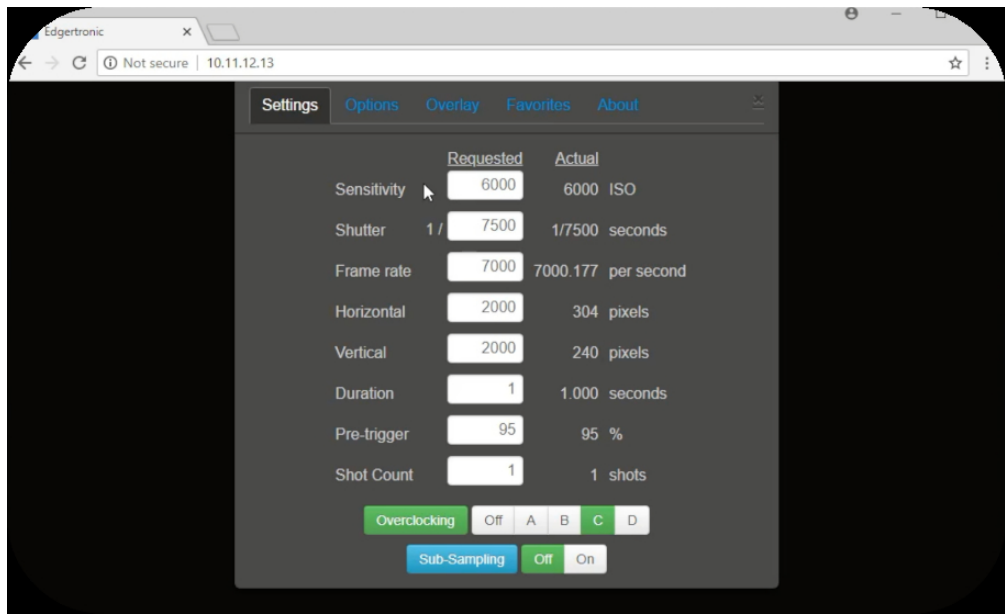 Edgertronic
Not secure | 10.11.12.13
Settings Options Overlay Favorites About
Requested Actual
Sensitivity 6000 6000 ISO
Shutter 1 / 7500 1/7500 seconds
Frame rate 7000 7000.177 per second
Horizontal 2000 304 pixels
Vertical 2000 240 pixels
Duration 1 1.000 seconds
Pre-trigger 95 95 %
Shot Count 1 1 shots
Overclocking Off A B C D
Sub-Sampling Off On